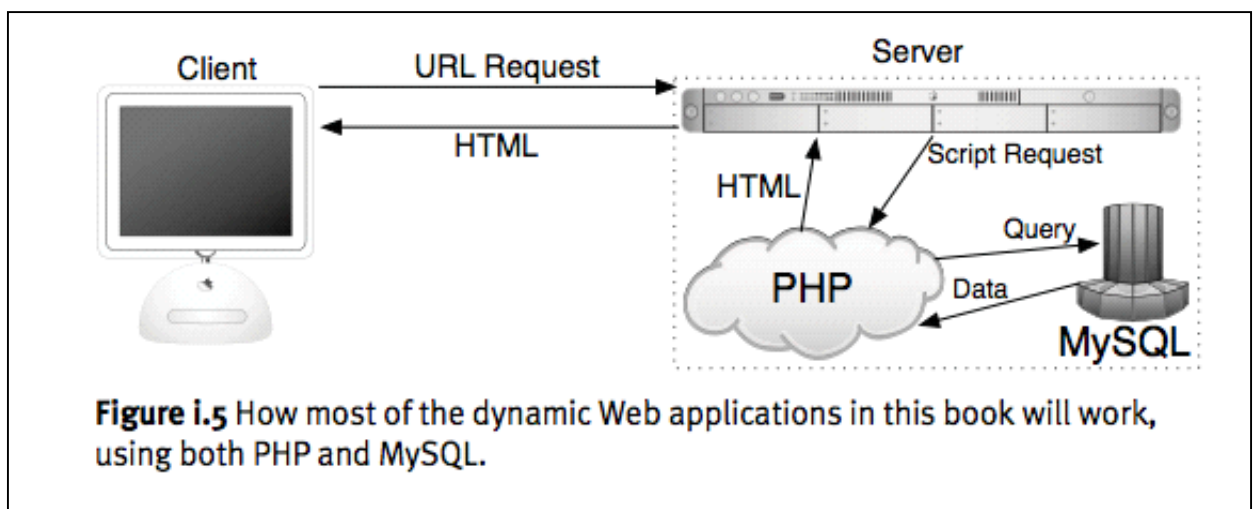 Client
URL Request
Server
HTML
Script Request
HTML
Query
PHP
Data
MySQL
Figure i.5 How most of the dynamic Web applications in this book will work,
using both PHP and MySQL.